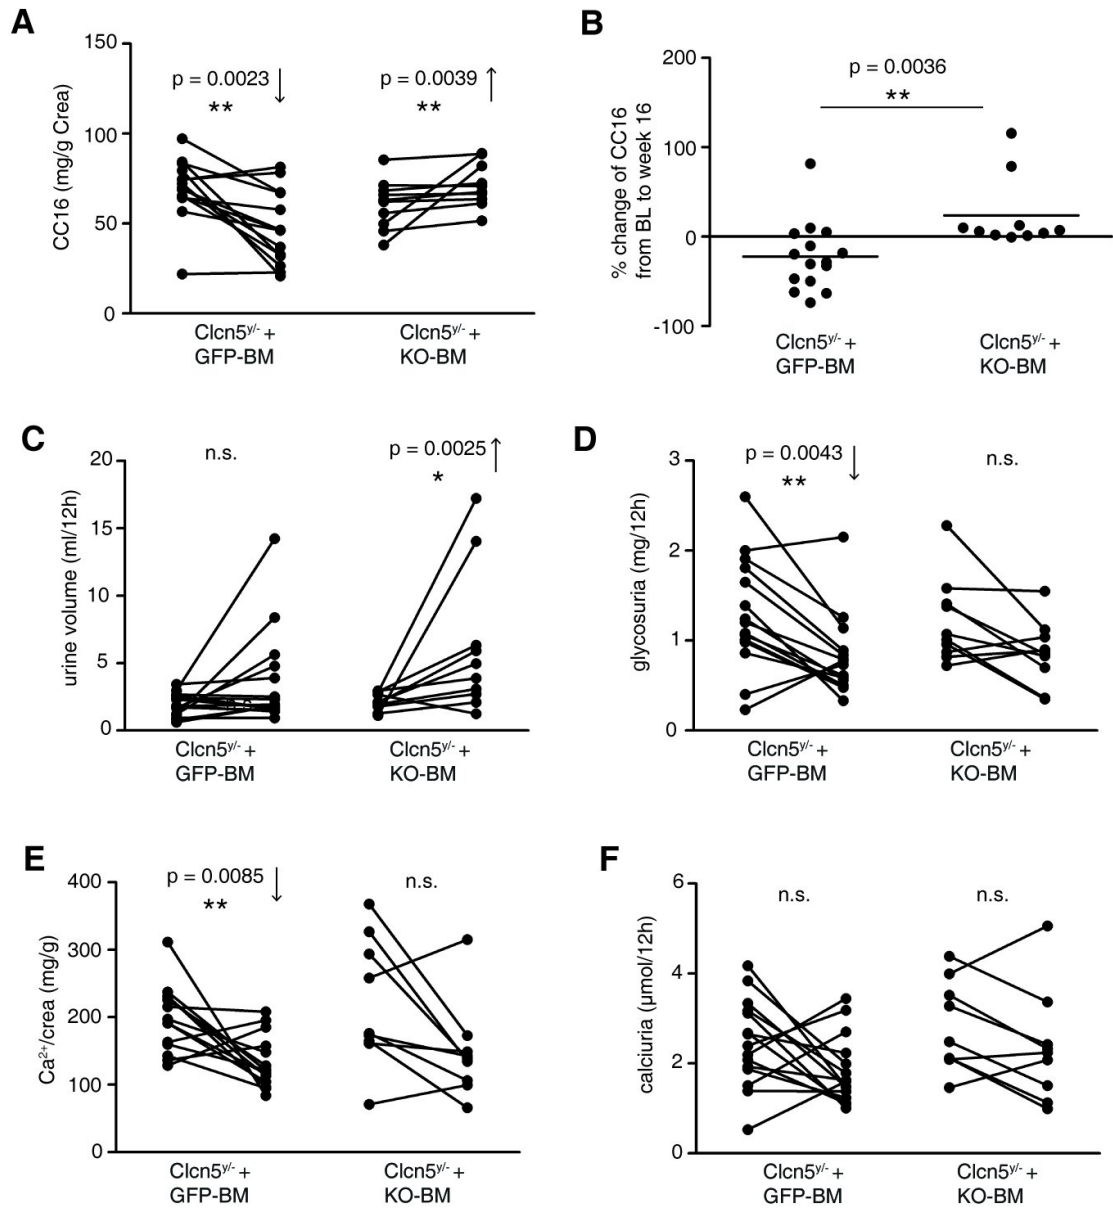 A
150
100
50
0
CC16 (mg/g Crea)
p = 0.0023 ↓
**
p = 0.0039 ↑
**
Clcn5y/- +
GFP-BM
Clcn5y/- +
KO-BM
B
200
100
0
-100
% change of CC16
from BL to week 16
p = 0.0036
**
Clcn5y/- +
GFP-BM
Clcn5y/- +
KO-BM
C
20
15
10
5
0
urine volume (ml/12h)
n.s.
p = 0.0025 ↑
*
Clcn5y/- +
GFP-BM
Clcn5y/- +
KO-BM
D
3
2
1
0
glycosuria (mg/12h)
p = 0.0043 ↓
**
n.s.
Clcn5y/- +
GFP-BM
Clcn5y/- +
KO-BM
E
400
300
200
100
0
Ca2+/crea (mg/g)
p = 0.0085 ↓
**
n.s.
Clcn5y/- +
GFP-BM
Clcn5y/- +
KO-BM
F
6
4
2
0
calciuria (µmol/12h)
n.s.
n.s.
Clcn5y/- +
GFP-BM
Clcn5y/- +
KO-BM